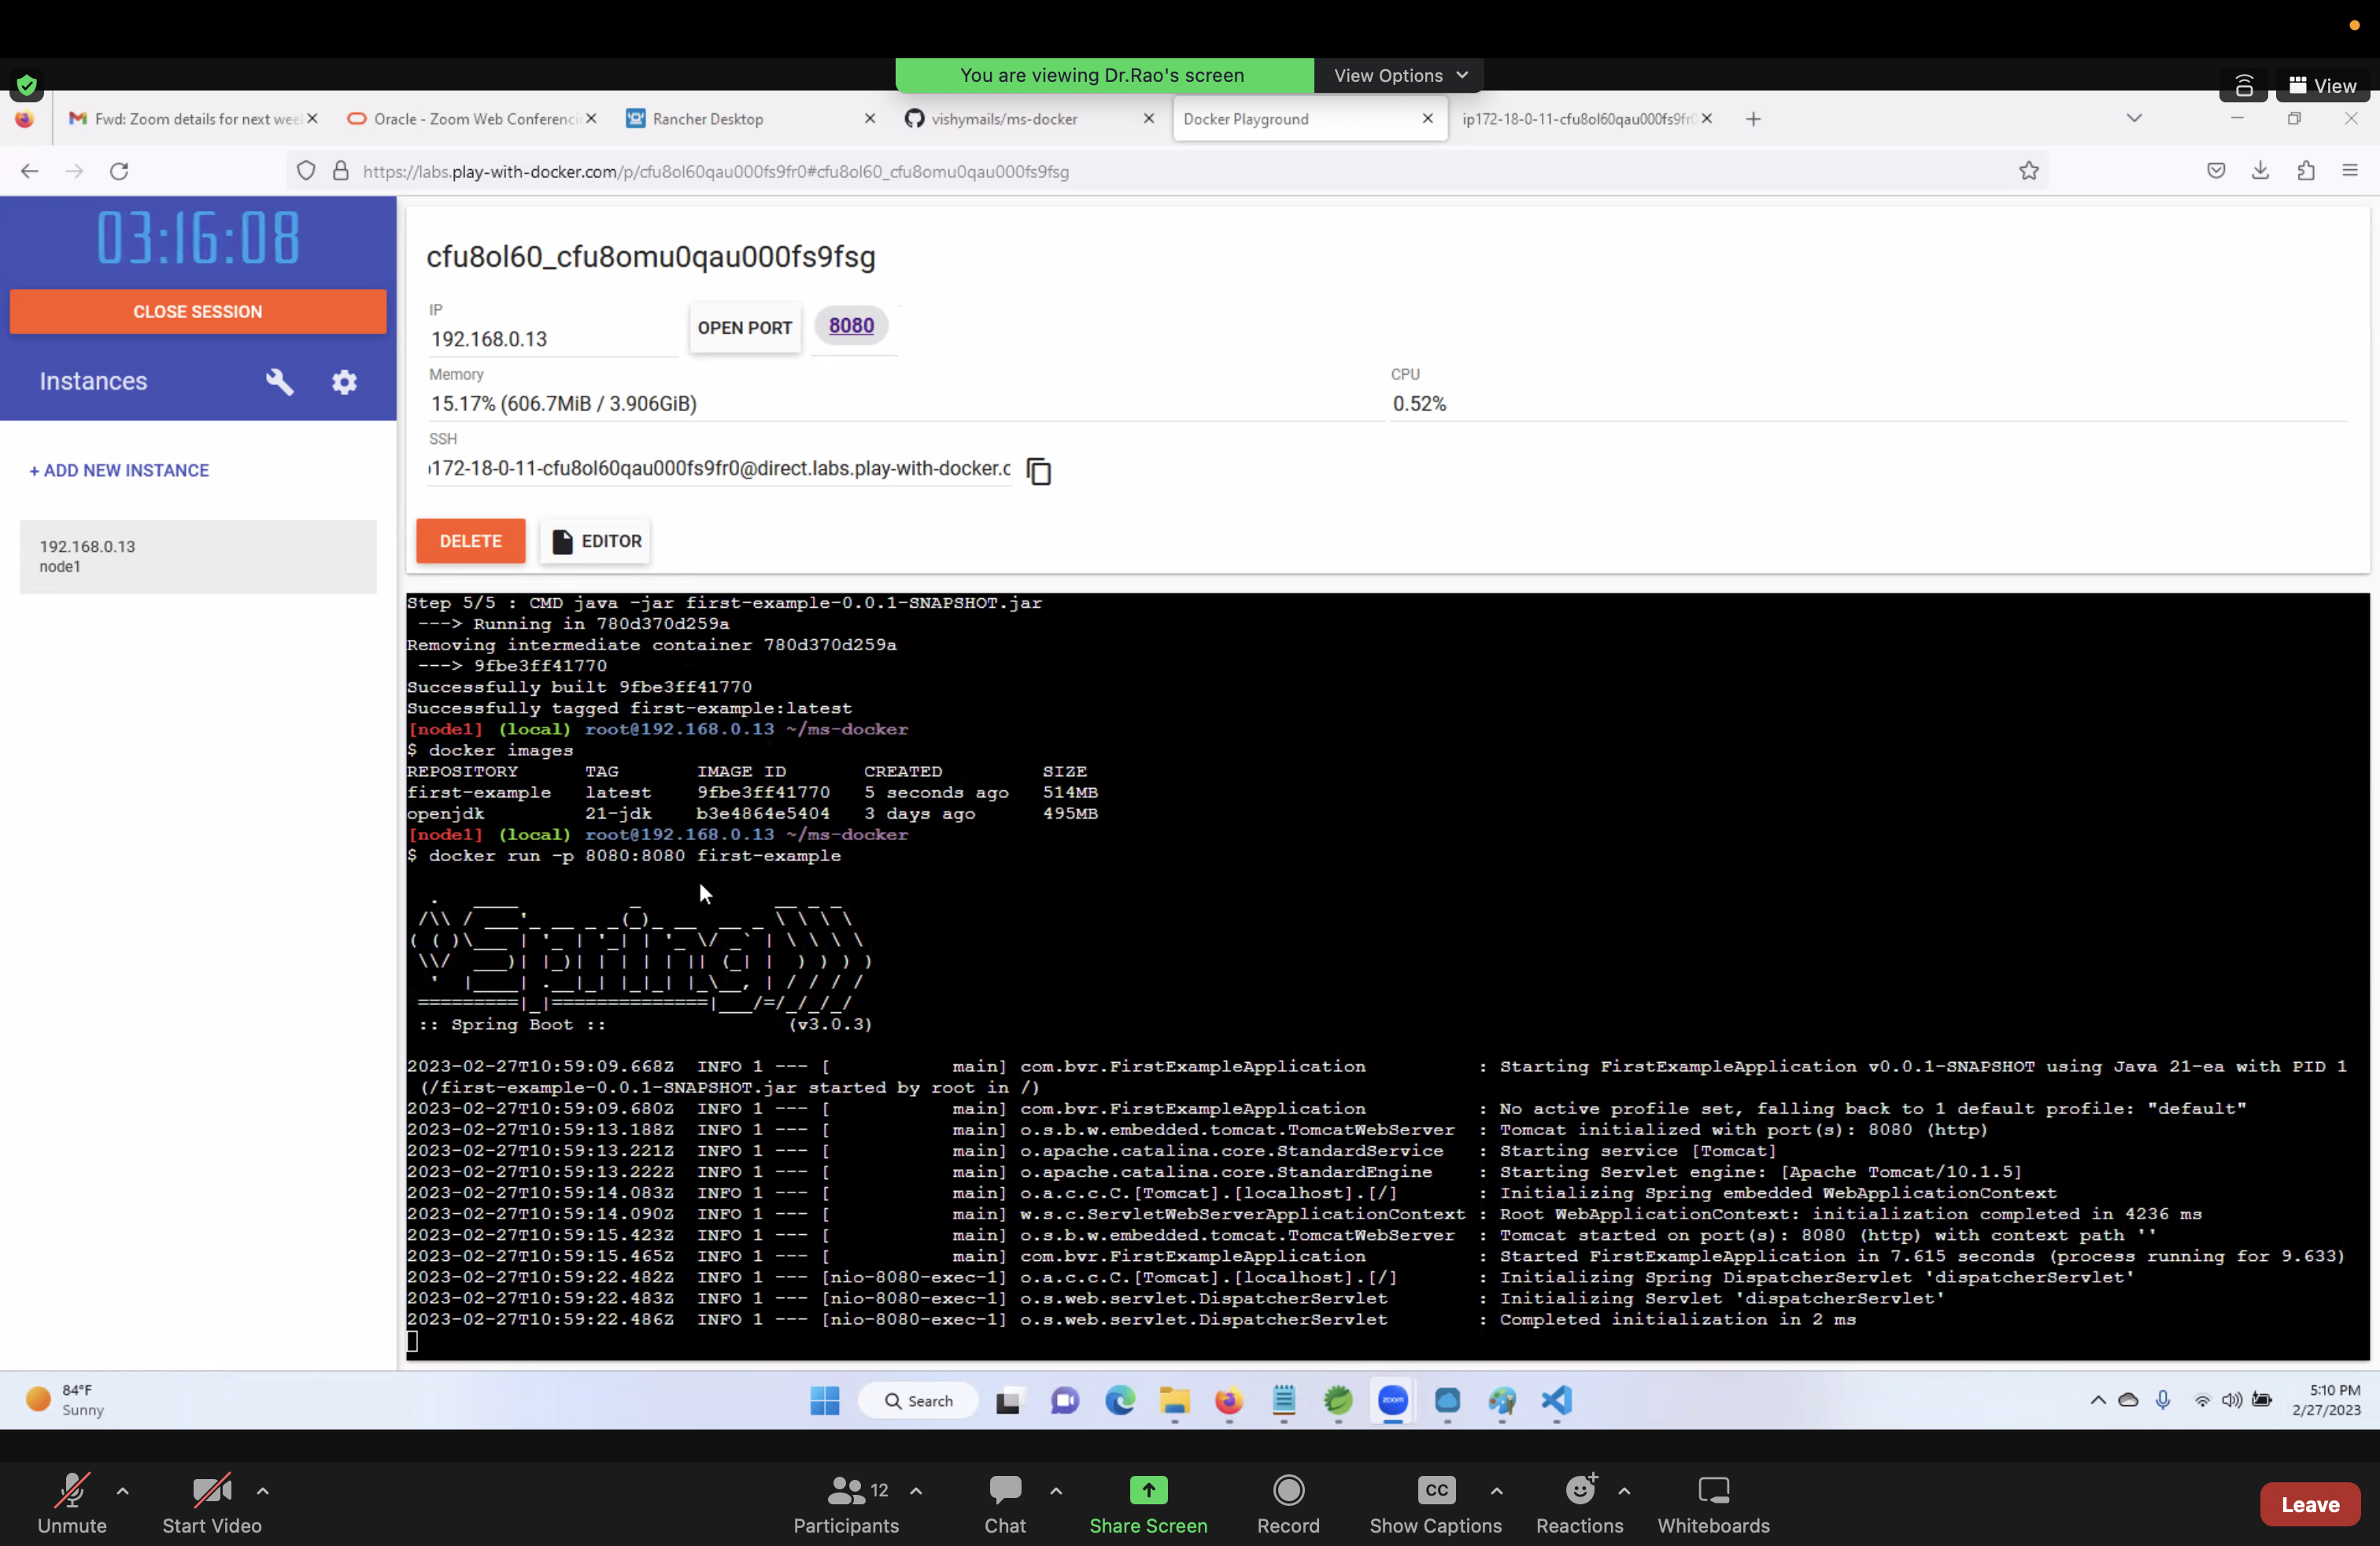 You are viewing Dr.Rao's screen View Options
View
Fwd: Zoom details for next wee Oracle - Zoom Web Conferenci Rancher Desktop vishymails/ms-docker Docker Playground ip172-18-0-11-cfu8ol60qau000fs9fr0
https://labs.play-with-docker.com/p/cfu8ol60qau000fs9fr0#cfu8ol60_cfu8omu0qau000fs9fsg
03:16:08
CLOSE SESSION
Instances
+ ADD NEW INSTANCE
192.168.0.13
node1
cfu8ol60_cfu8omu0qau000fs9fsg
IP
192.168.0.13
OPEN PORT
8080
Memory
15.17% (606.7MiB / 3.906GiB)
CPU
0.52%
SSH
172-18-0-11-cfu8ol60qau000fs9fr0@direct.labs.play-with-docker.c
DELETE
EDITOR
Step 5/5 : CMD java -jar first-example-0.0.1-SNAPSHOT.jar
---> Running in 780d370d259a
Removing intermediate container 780d370d259a
---> 9fbe3ff41770
Successfully built 9fbe3ff41770
Successfully tagged first-example:latest
[node1] (local) root@192.168.0.13 ~/ms-docker
$ docker images
REPOSITORY TAG IMAGE ID CREATED SIZE
first-example latest 9fbe3ff41770 5 seconds ago 514MB
openjdk 21-jdk b3e4864e5404 3 days ago 495MB
[node1] (local) root@192.168.0.13 ~/ms-docker
$ docker run -p 8080:8080 first-example
Spring
:: Spring Boot :: (v3.0.3)
2023-02-27T10:59:09.668Z INFO 1 --- [ main] com.bvr.FirstExampleApplication : Starting FirstExampleApplication v0.0.1-SNAPSHOT using Java 21-ea with PID 1
(/first-example-0.0.1-SNAPSHOT.jar started by root in /)
2023-02-27T10:59:09.680Z INFO 1 --- [ main] com.bvr.FirstExampleApplication : No active profile set, falling back to 1 default profile: "default"
2023-02-27T10:59:13.188Z INFO 1 --- [ main] o.s.b.w.embedded.tomcat.TomcatWebServer : Tomcat initialized with port(s): 8080 (http)
2023-02-27T10:59:13.221Z INFO 1 --- [ main] o.apache.catalina.core.StandardService : Starting service [Tomcat]
2023-02-27T10:59:13.222Z INFO 1 --- [ main] o.apache.catalina.core.StandardEngine : Starting Servlet engine: [Apache Tomcat/10.1.5]
2023-02-27T10:59:14.083Z INFO 1 --- [ main] o.a.c.c.C.[Tomcat].[localhost].[/] : Initializing Spring embedded WebApplicationContext
2023-02-27T10:59:14.090Z INFO 1 --- [ main] w.s.c.ServletWebServerApplicationContext : Root WebApplicationContext: initialization completed in 4236 ms
2023-02-27T10:59:15.423Z INFO 1 --- [ main] o.s.b.w.embedded.tomcat.TomcatWebServer : Tomcat started on port(s): 8080 (http) with context path ''
2023-02-27T10:59:15.465Z INFO 1 --- [ main] com.bvr.FirstExampleApplication : Started FirstExampleApplication in 7.615 seconds (process running for 9.633)
2023-02-27T10:59:22.482Z INFO 1 --- [nio-8080-exec-1] o.a.c.c.C.[Tomcat].[localhost].[/] : Initializing Spring DispatcherServlet 'dispatcherServlet'
2023-02-27T10:59:22.483Z INFO 1 --- [nio-8080-exec-1] o.s.web.servlet.DispatcherServlet : Initializing Servlet 'dispatcherServlet'
2023-02-27T10:59:22.486Z INFO 1 --- [nio-8080-exec-1] o.s.web.servlet.DispatcherServlet : Completed initialization in 2 ms
84°F
Sunny
Search
zoom
5:10 PM
2/27/2023
12
CC
Unmute Start Video Participants Chat Share Screen Record Show Captions Reactions Whiteboards
Leave